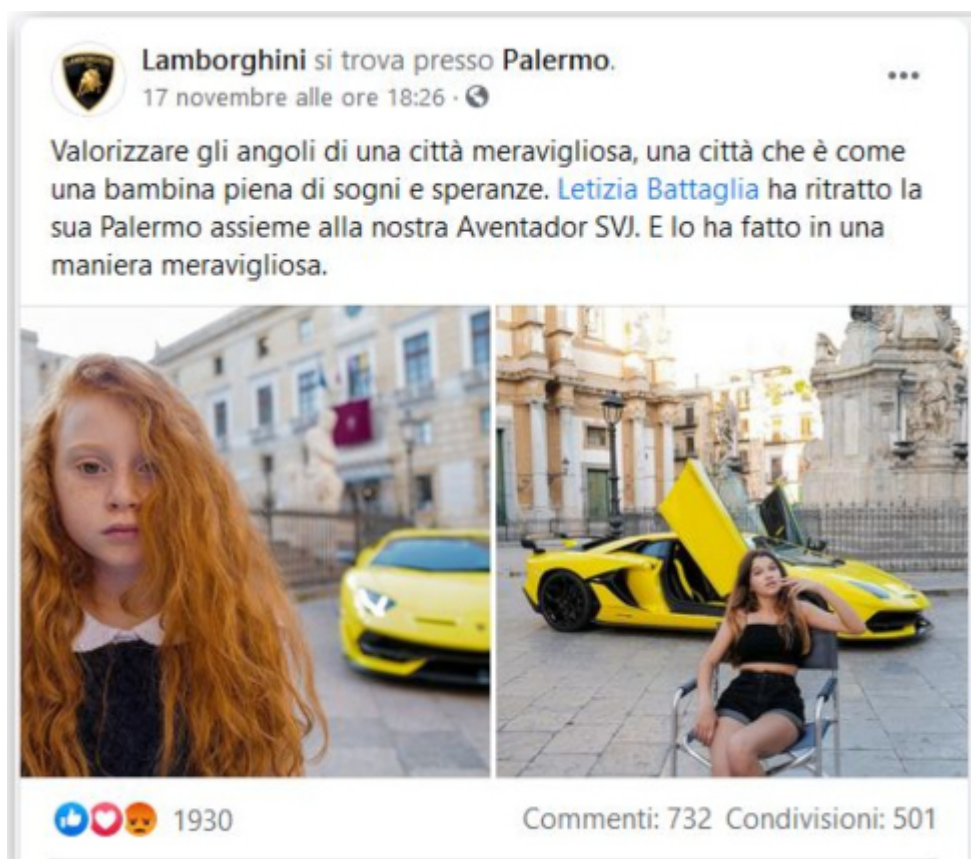 Lamborghini si trova presso Palermo.
17 novembre alle ore 18:26 ·
Valorizzare gli angoli di una città meravigliosa, una città che è come
una bambina piena di sogni e speranze. Letizia Battaglia ha ritratto la
sua Palermo assieme alla nostra Aventador SVJ. E lo ha fatto in una
maniera meravigliosa.
1930
Commenti: 732 Condivisioni: 501